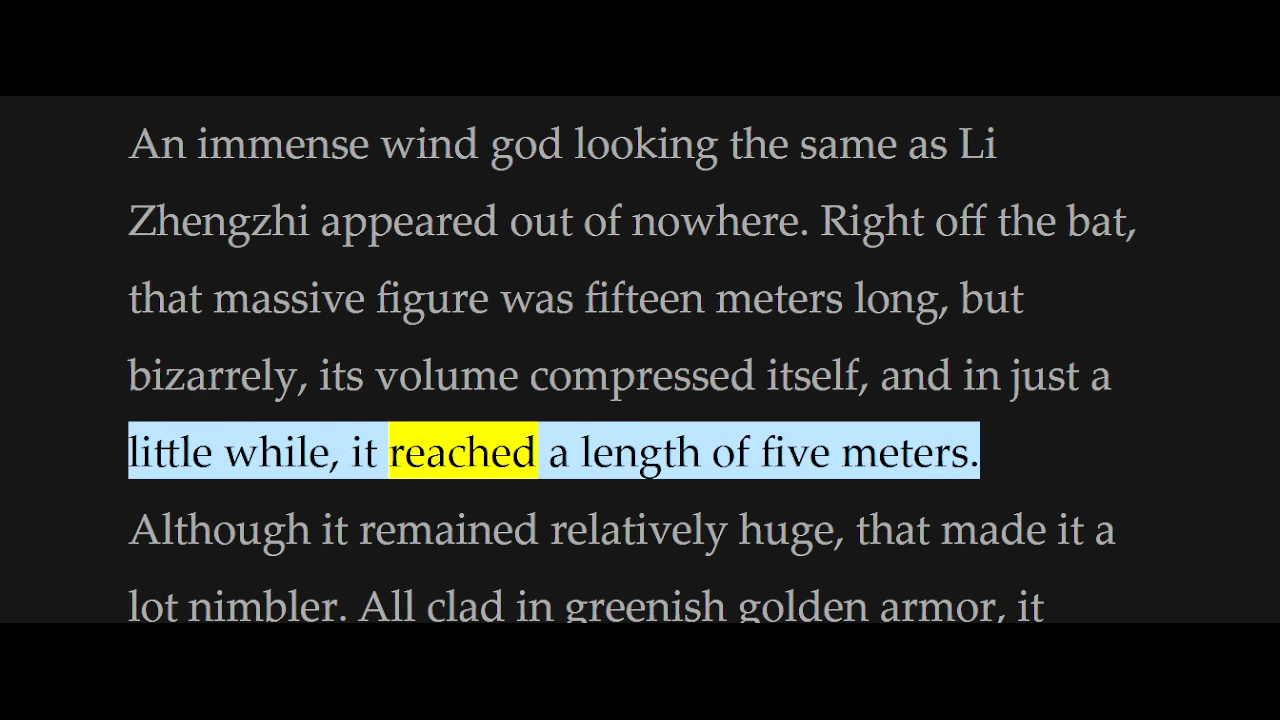 An immense wind god looking the same as Li
Zhengzhi appeared out of nowhere. Right off the bat,
that massive figure was fifteen meters long, but
bizarrely, its volume compressed itself, and in just a
little while, it reached a length of five meters.
Although it remained relatively huge, that made it a
lot nimbler. All clad in greenish golden armor, it